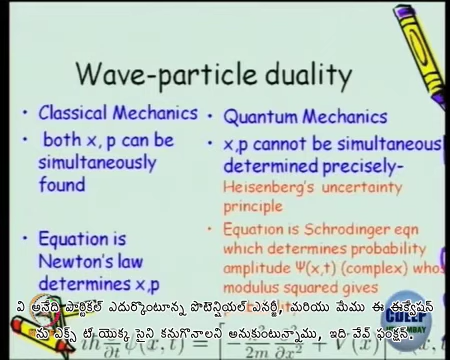 Wave-particle duality
• Classical Mechanics
• both x, p can be
simultaneously
found
Equation is
Newton's law
determines x,p
• Quantum Mechanics
• x,p cannot be simultaneous
determined precisely-
Heisenberg's uncertainty
principle
• Equation is Schrodinger eqn
which determines probability
amplitude Ψ(x,t) (complex) whos
modulus squared gives
CDEEP
BOMBAY
వి అనేది పార్టికల్ ఎదుర్కొంటున్న పొటెన్షియల్ ఎనర్జీ, మరియు మేము ఈ ఈక్వేషన్
ను ఎక్స్ టి యొక్క సైని కనుగొనాలని అనుకుంటున్నాము, ఇది వేవ్ ఫంక్షన్.